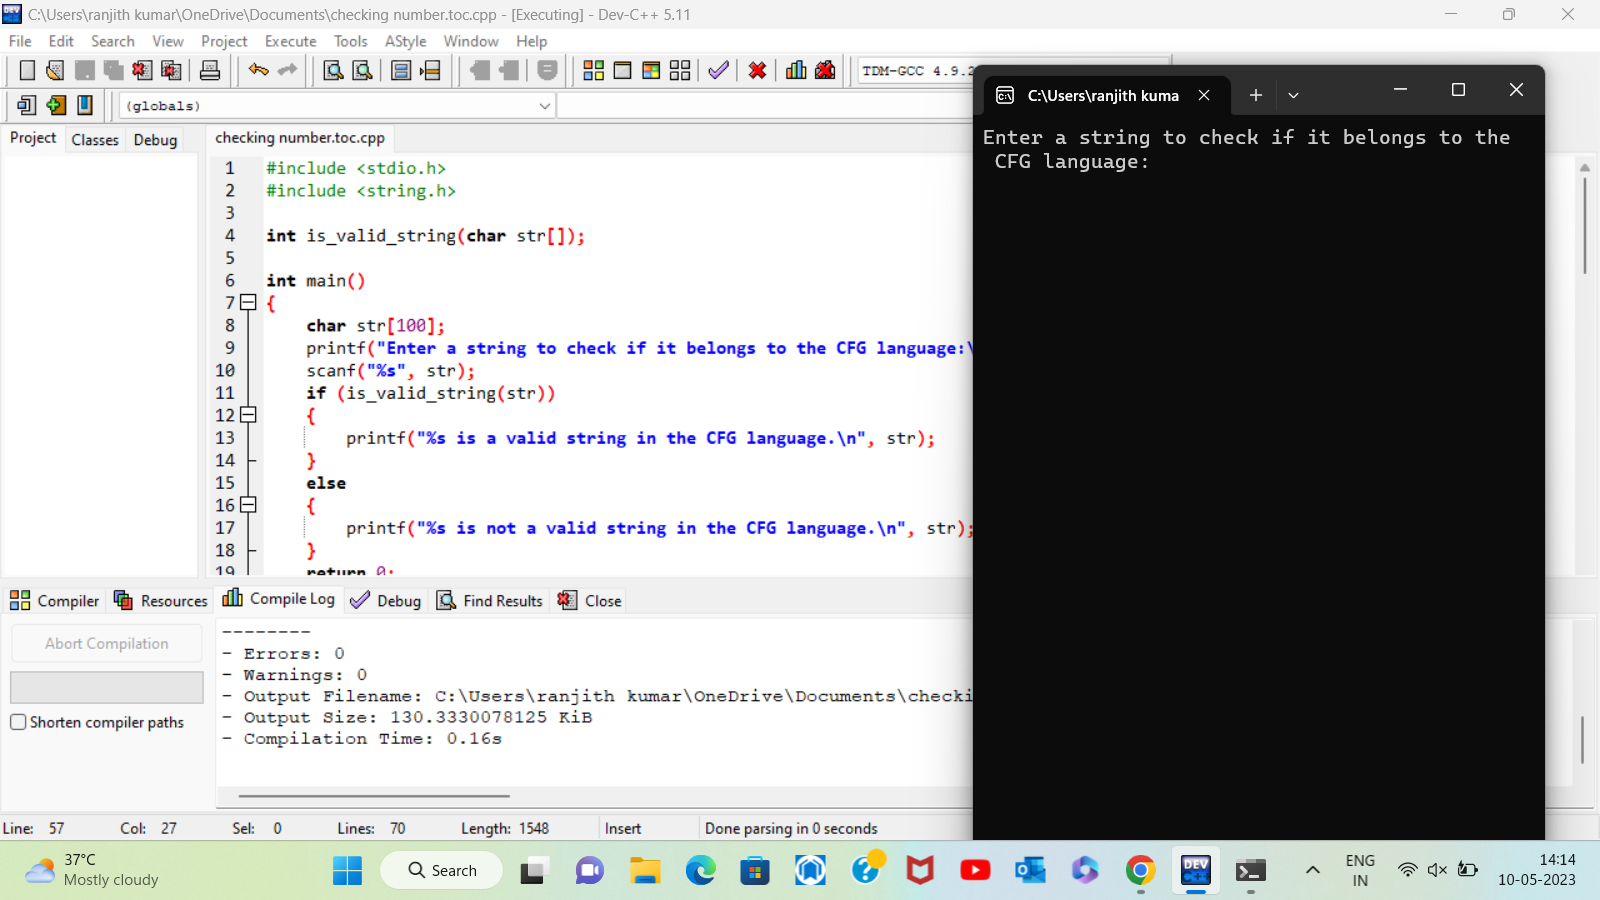 C:\Users\ranjith kumar\OneDrive\Documents\checking number.toc.cpp - [Executing] - Dev-C++ 5.11
File Edit Search View Project Execute Tools AStyle Window Help
TDM-GCC 4.9.2
(globals)
Project Classes Debug
checking number.toc.cpp
1 #include <stdio.h>
2 #include <string.h>
3
4 int is_valid_string(char str[]);
5
6 int main()
7 {
8 char str[100];
9 printf("Enter a string to check if it belongs to the CFG language:\
10 scanf("%s", str);
11 if (is_valid_string(str))
12 {
13 printf("%s is a valid string in the CFG language.\n", str);
14 }
15 else
16 {
17 printf("%s is not a valid string in the CFG language.\n", str);
18 }
19 return 0;
C:\Users\ranjith kuma
Enter a string to check if it belongs to the
CFG language:
Compiler Resources Compile Log Debug Find Results Close
Abort Compilation
Shorten compiler paths
--------
- Errors: 0
- Warnings: 0
- Output Filename: C:\Users\ranjith kumar\OneDrive\Documents\checki
- Output Size: 130.3330078125 KiB
- Compilation Time: 0.16s
Line: 57 Col: 27 Sel: 0 Lines: 70 Length: 1548 Insert Done parsing in 0 seconds
37°C
Mostly cloudy
Search
DEV
C++
ENG
IN
14:14
10-05-2023